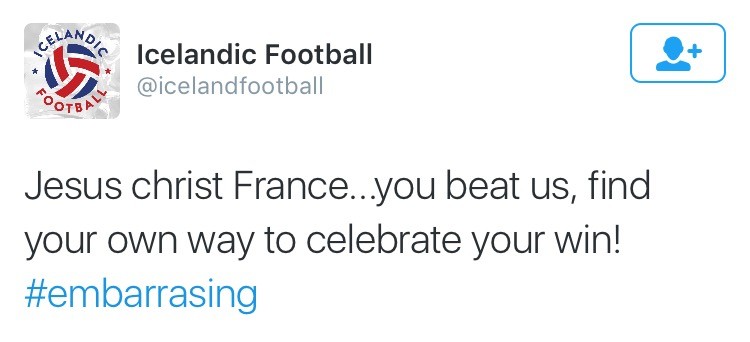 ICELANDIC
FOOTBALL
Icelandic Football
@icelandfootball
Jesus christ France...you beat us, find
your own way to celebrate your win!
#embarrasing